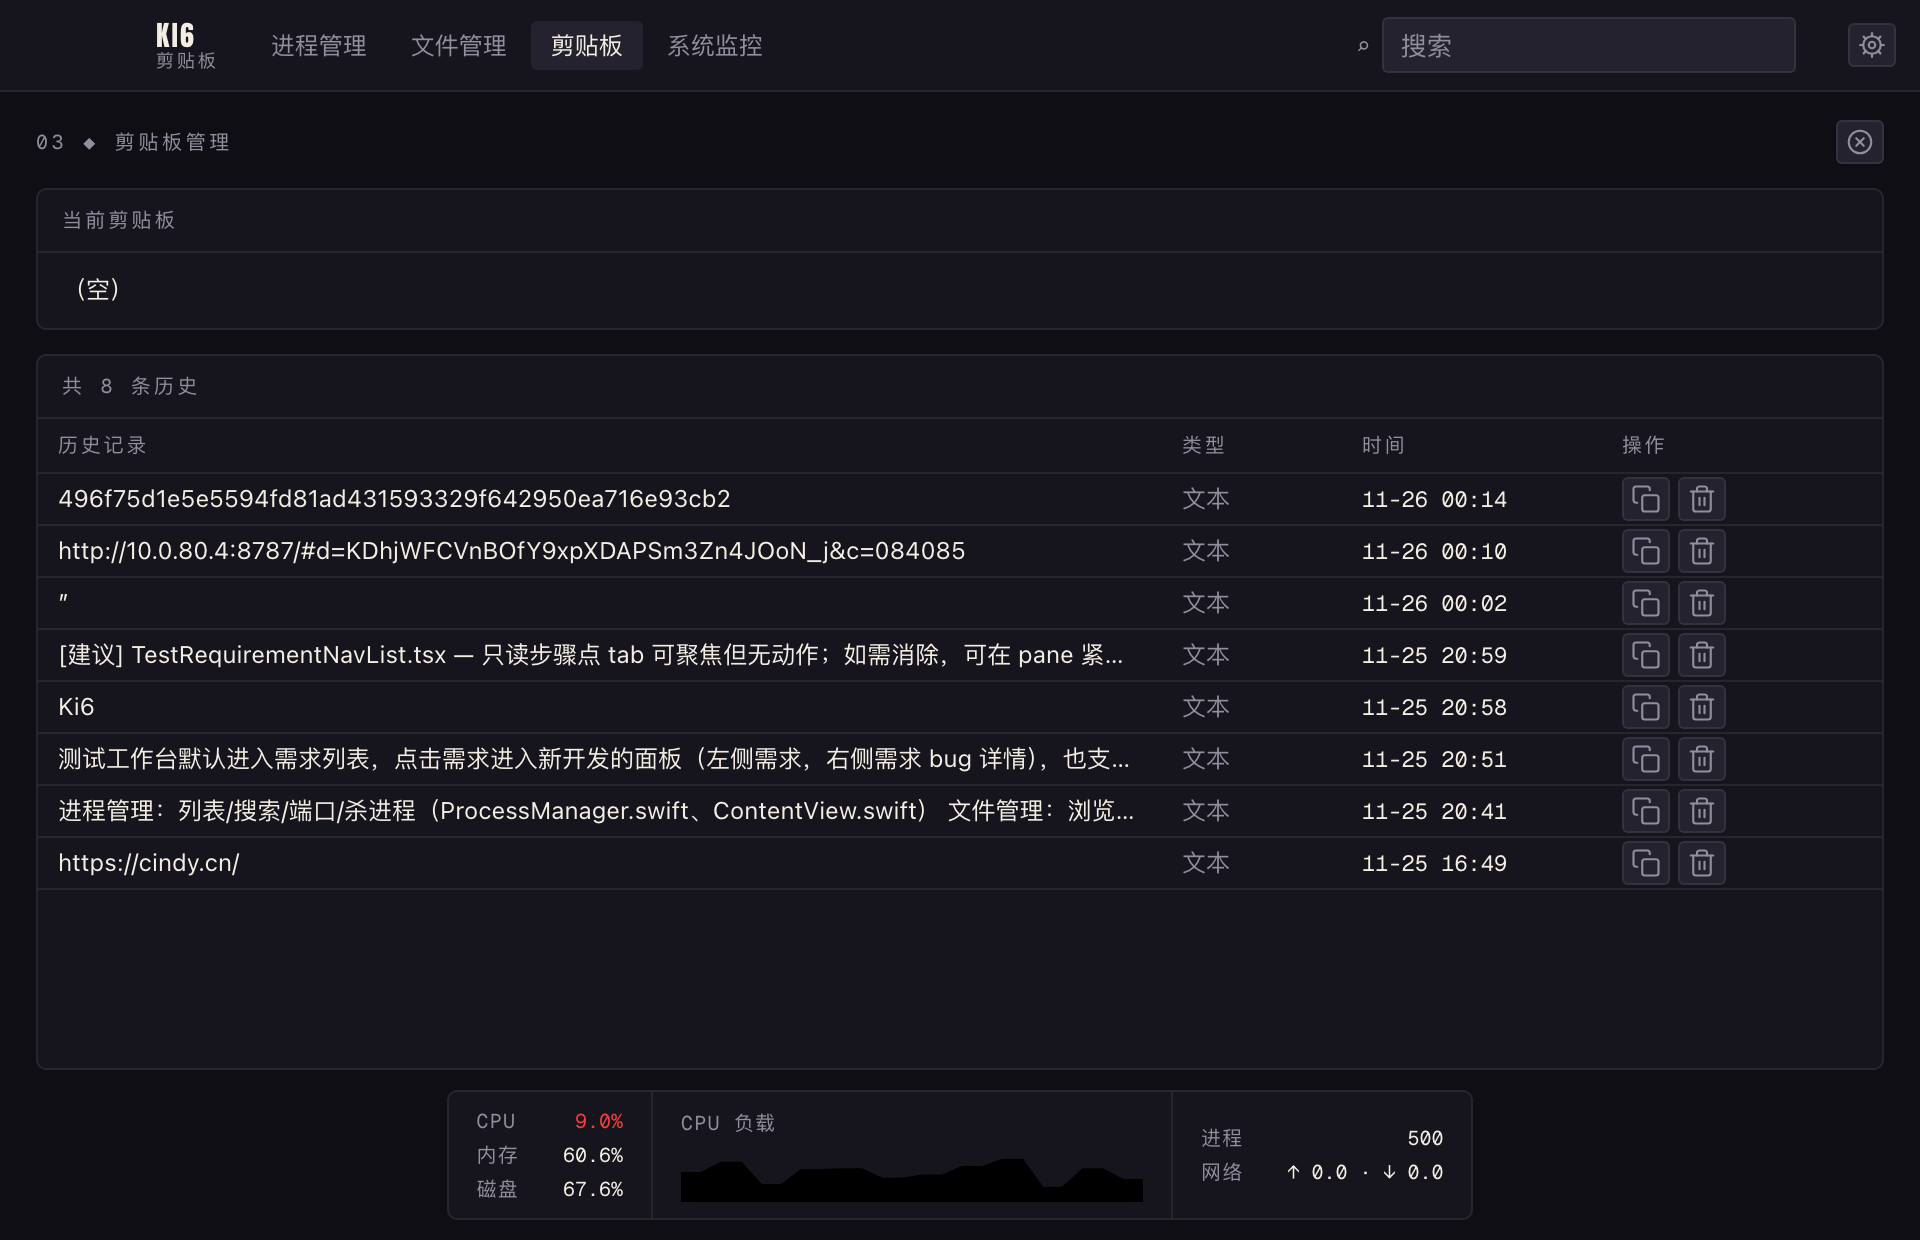 KI6
剪贴板
进程管理 文件管理 剪贴板 系统监控
搜索
03 ◆ 剪贴板管理
当前剪贴板
（空）
共 8 条历史
历史记录 类型 时间 操作
496f75d1e5e5594fd81ad431593329f642950ea716e93cb2 文本 11-26 00:14
http://10.0.80.4:8787/#d=KDhjWFCVnBOfY9xpXDAPSm3Zn4JOoN_j&c=084085 文本 11-26 00:10
" 文本 11-26 00:02
[建议] TestRequirementNavList.tsx — 只读步骤点 tab 可聚焦但无动作；如需消除，可在 pane 紧... 文本 11-25 20:59
Ki6 文本 11-25 20:58
测试工作台默认进入需求列表，点击需求进入新开发的面板（左侧需求，右侧需求 bug 详情），也支... 文本 11-25 20:51
进程管理：列表/搜索/端口/杀进程（ProcessManager.swift、ContentView.swift） 文件管理：浏览... 文本 11-25 20:41
https://cindy.cn/ 文本 11-25 16:49
CPU 9.0%
内存 60.6%
磁盘 67.6%
CPU 负载
进程 500
网络 ↑ 0.0 · ↓ 0.0